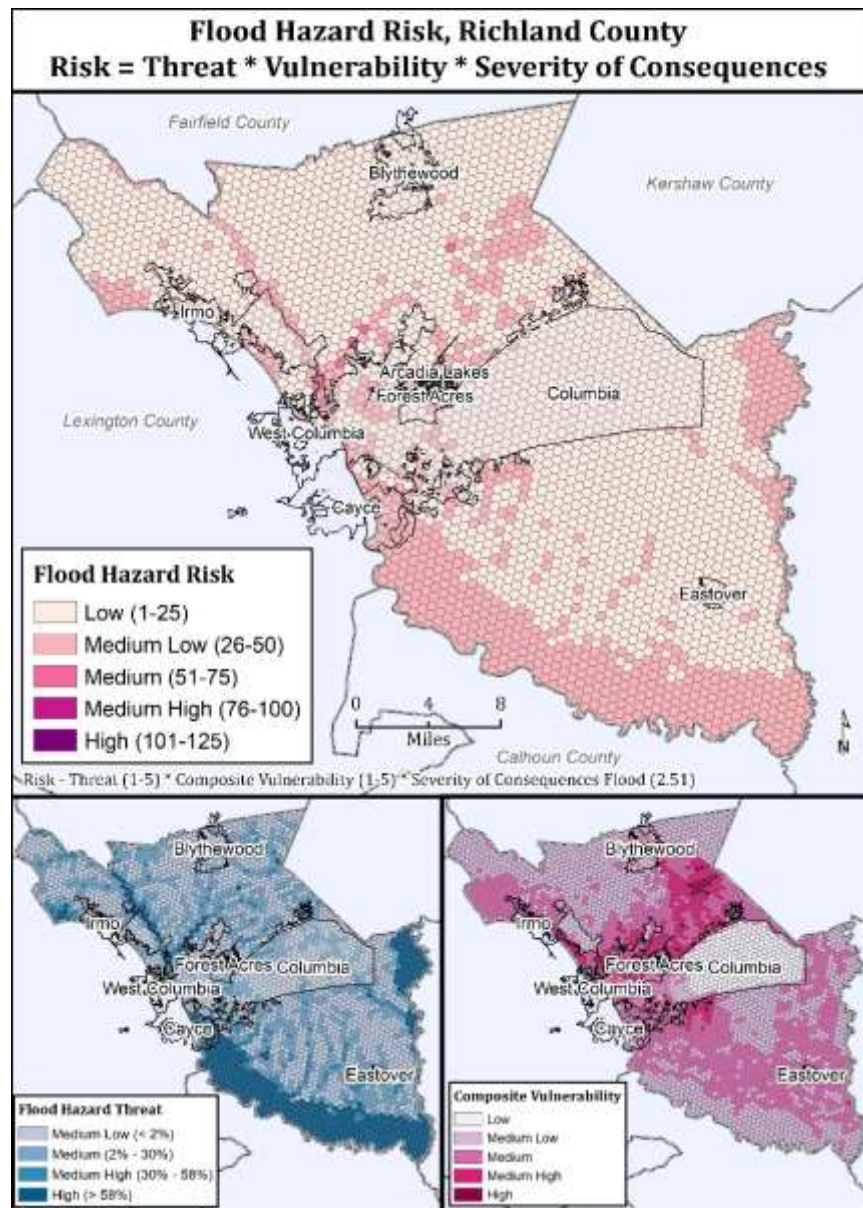 Flood Hazard Risk, Richland County
Risk = Threat * Vulnerability * Severity of Consequences
Fairfield County
Blythewood
Kershaw County
Irmo
Arcadia Lakes
Forest Acres
Columbia
Lexington County
West Columbia
Cayce
Eastover
Flood Hazard Risk
Low (1-25)
Medium Low (26-50)
Medium (51-75)
Medium High (76-100)
High (101-125)
0 4 8
Miles
N
Calhoun County
Risk - Threat (1-5) * Composite Vulnerability (1-5) * Severity of Consequences Flood (2.51)
Blythewood
Irmo
Forest Acres
Columbia
West Columbia
Cayce
Eastover
Flood Hazard Threat
Medium Low (< 2%)
Medium (2% - 30%)
Medium High (30% - 58%)
High (> 58%)
Blythewood
Irmo
Forest Acres
Columbia
West Columbia
Cayce
Eastover
Composite Vulnerability
Low
Medium Low
Medium
Medium High
High